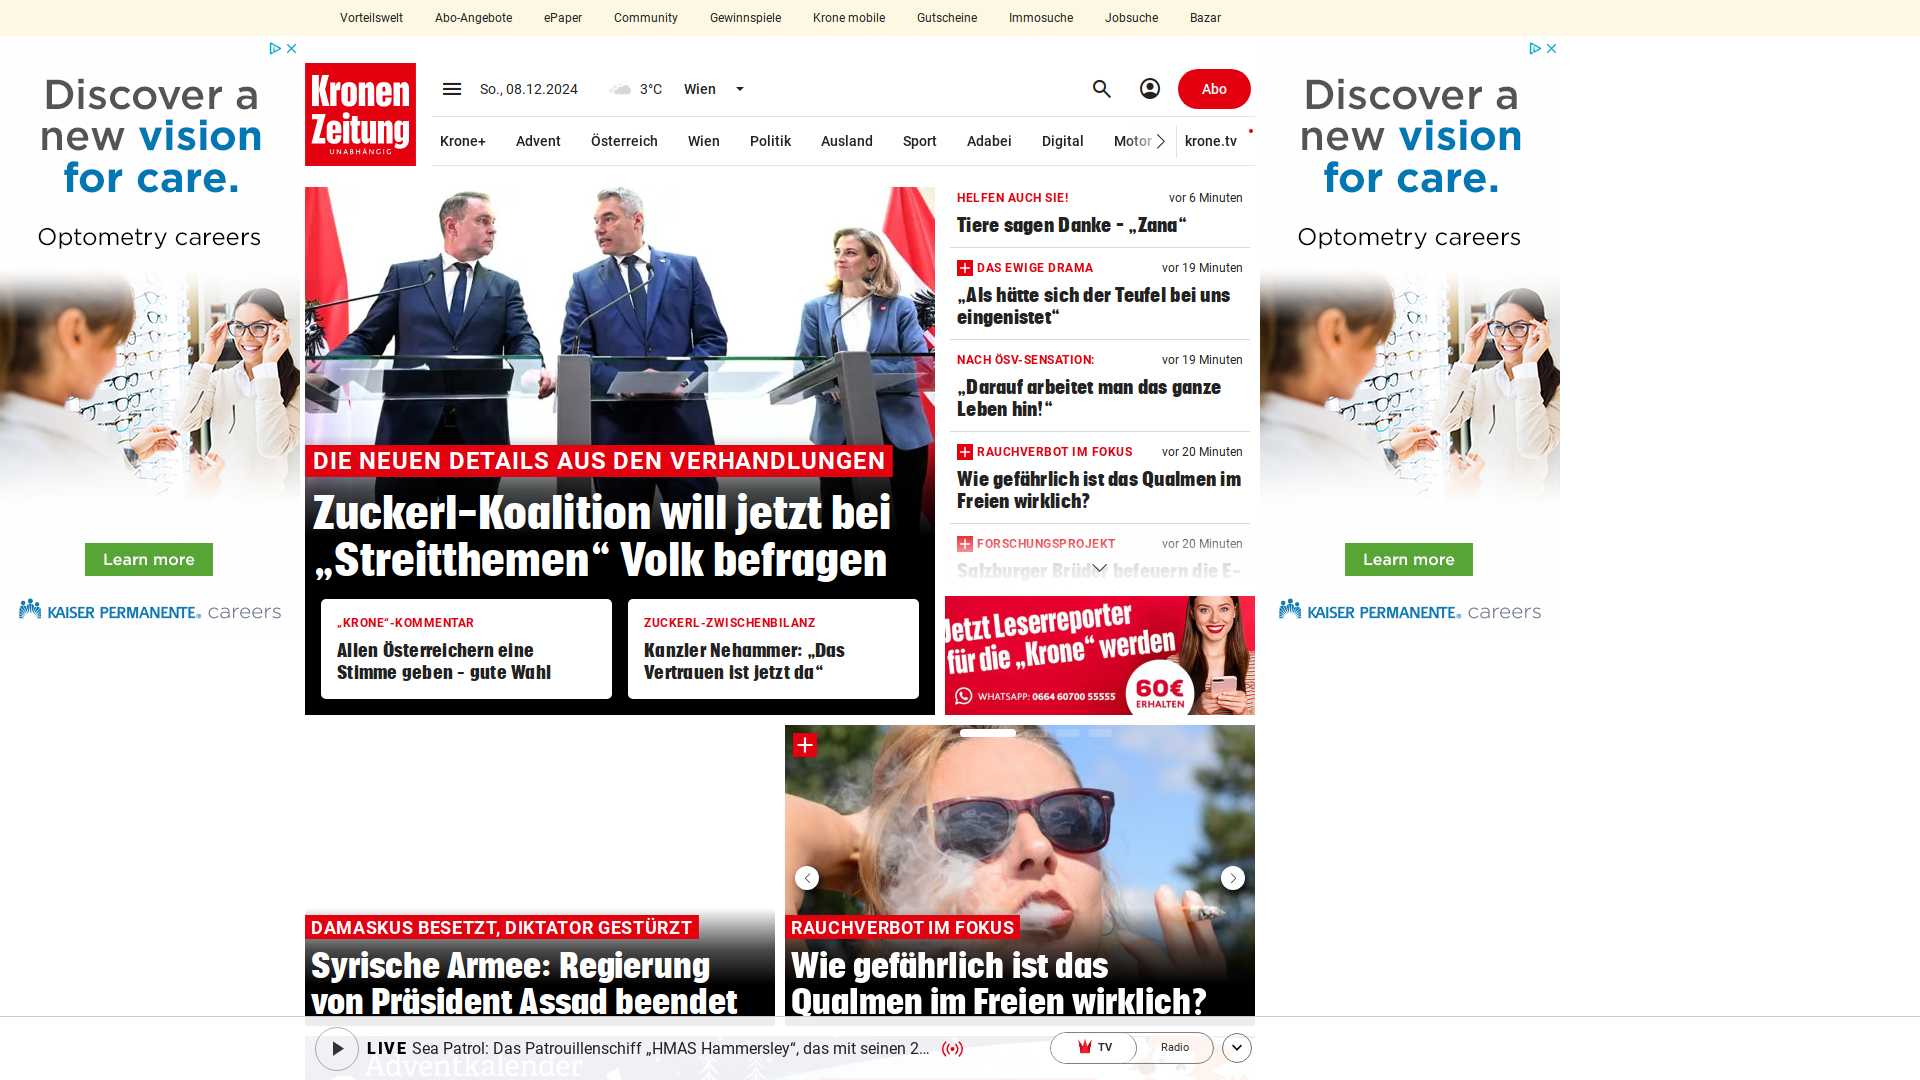 Vorteilswelt
Abo-Angebote
ePaper
Community
Gewinnspiele
Krone mobile
Gutscheine
Immosuche
Jobsuche
Bazar
Discover a
new vision
for care.
Optometry careers
Learn more
KAISER PERMANENTE® careers
Kronen
Zeitung
UNABHÄNGIG
So., 08.12.2024
3°C
Wien
Abo
Krone+
Advent
Österreich
Wien
Politik
Ausland
Sport
Adabei
Digital
Motor
krone.tv
DIE NEUEN DETAILS AUS DEN VERHANDLUNGEN
Zuckerl-Koalition will jetzt bei
„Streitthemen“ Volk befragen
„KRONE“-KOMMENTAR
Allen Österreichern eine
Stimme geben – gute Wahl
ZUCKERL-ZWISCHENBILANZ
Kanzler Nehammer: „Das
Vertrauen ist jetzt da“
HELFEN AUCH SIE!
vor 6 Minuten
Tiere sagen Danke – „Zana“
DAS EWIGE DRAMA
vor 19 Minuten
„Als hätte sich der Teufel bei uns
eingenistet“
NACH ÖSV-SENSATION:
vor 19 Minuten
„Darauf arbeitet man das ganze
Leben hin!“
RAUCHVERBOT IM FOKUS
vor 20 Minuten
Wie gefährlich ist das Qualmen im
Freien wirklich?
FORSCHUNGSPROJEKT
vor 20 Minuten
Salzburger Brüder befeuern die E-
Jetzt Leserreporter
für die „Krone“ werden
WHATSAPP: 0664 60700 55555
60€
ERHALTEN
Discover a
new vision
for care.
Optometry careers
Learn more
KAISER PERMANENTE® careers
DAMASKUS BESETZT, DIKTATOR GESTÜRZT
Syrische Armee: Regierung
von Präsident Assad beendet
RAUCHVERBOT IM FOKUS
Wie gefährlich ist das
Qualmen im Freien wirklich?
LIVE Sea Patrol: Das Patrouillenschiff „HMAS Hammersley“, das mit seinen 2...
TV
Radio
Adventkalender